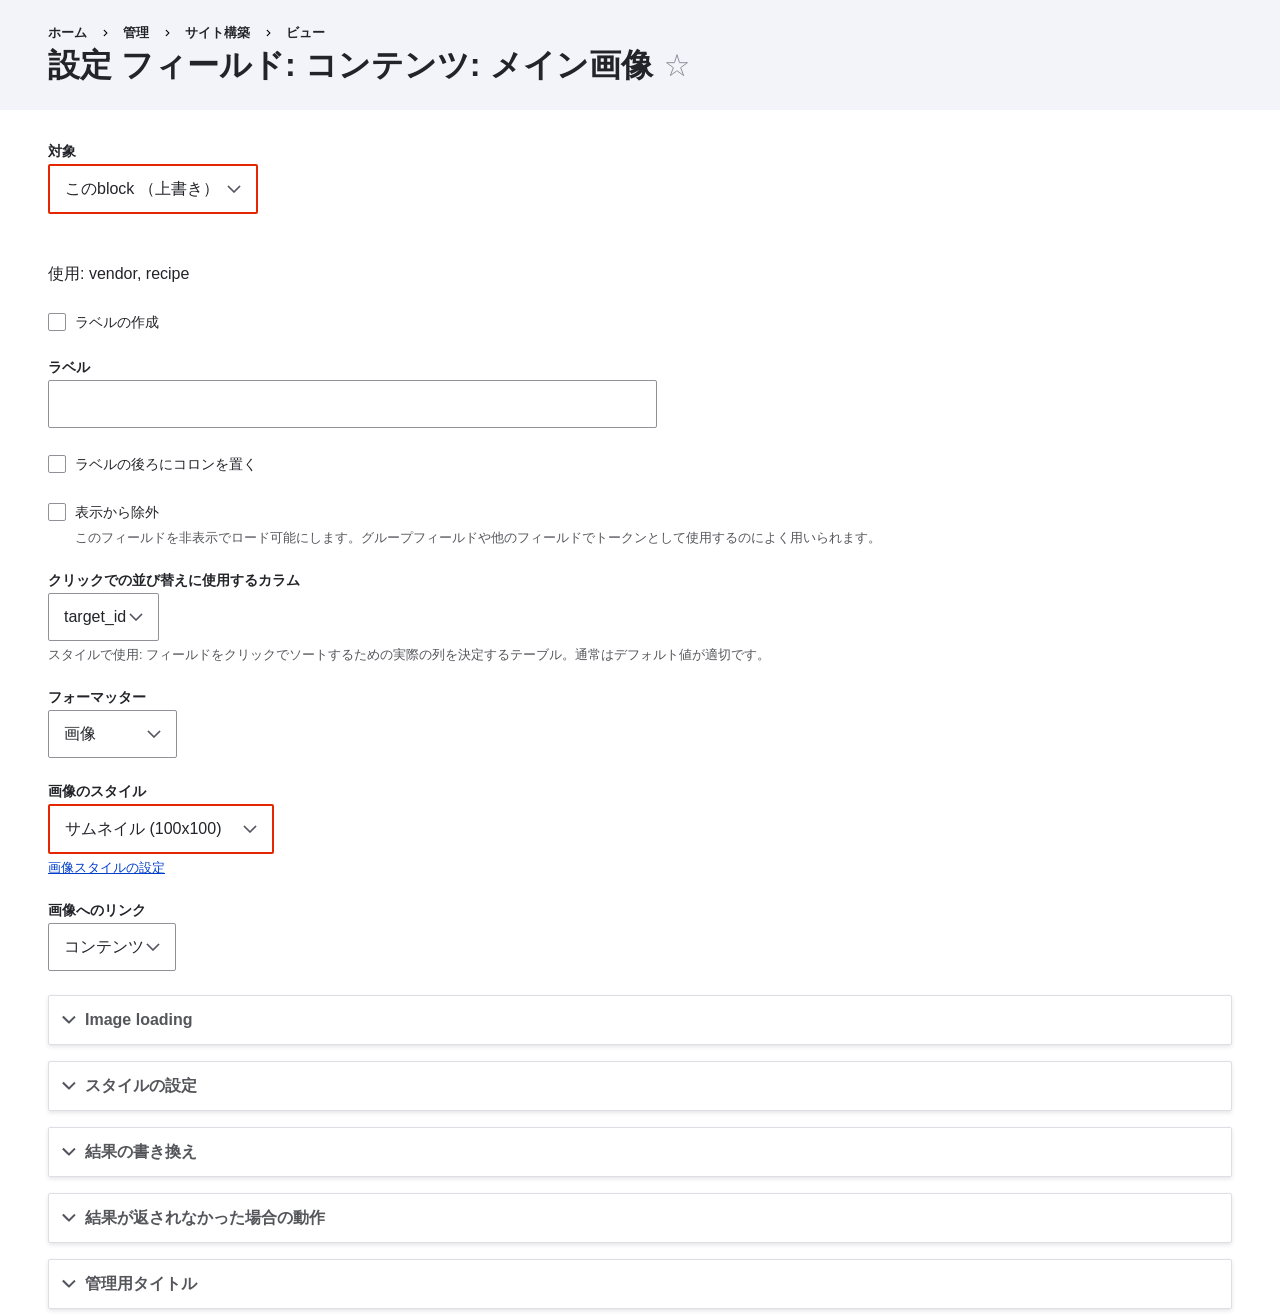 ホーム › 管理 › サイト構築 › ビュー
設定 フィールド: コンテンツ: メイン画像 ☆
対象
このblock （上書き）
使用: vendor, recipe
ラベルの作成
ラベル
ラベルの後ろにコロンを置く
表示から除外
このフィールドを非表示でロード可能にします。グループフィールドや他のフィールドでトークンとして使用するのによく用いられます。
クリックでの並び替えに使用するカラム
target_id
スタイルで使用: フィールドをクリックでソートするための実際の列を決定するテーブル。通常はデフォルト値が適切です。
フォーマッター
画像
画像のスタイル
サムネイル (100x100)
画像スタイルの設定
画像へのリンク
コンテンツ
Image loading
スタイルの設定
結果の書き換え
結果が返されなかった場合の動作
管理用タイトル